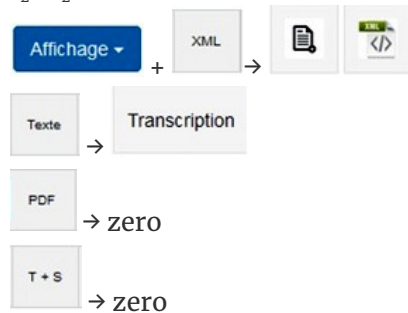 Affichage + XML → XML </>
Texte → Transcription
PDF → zero
T + S → zero